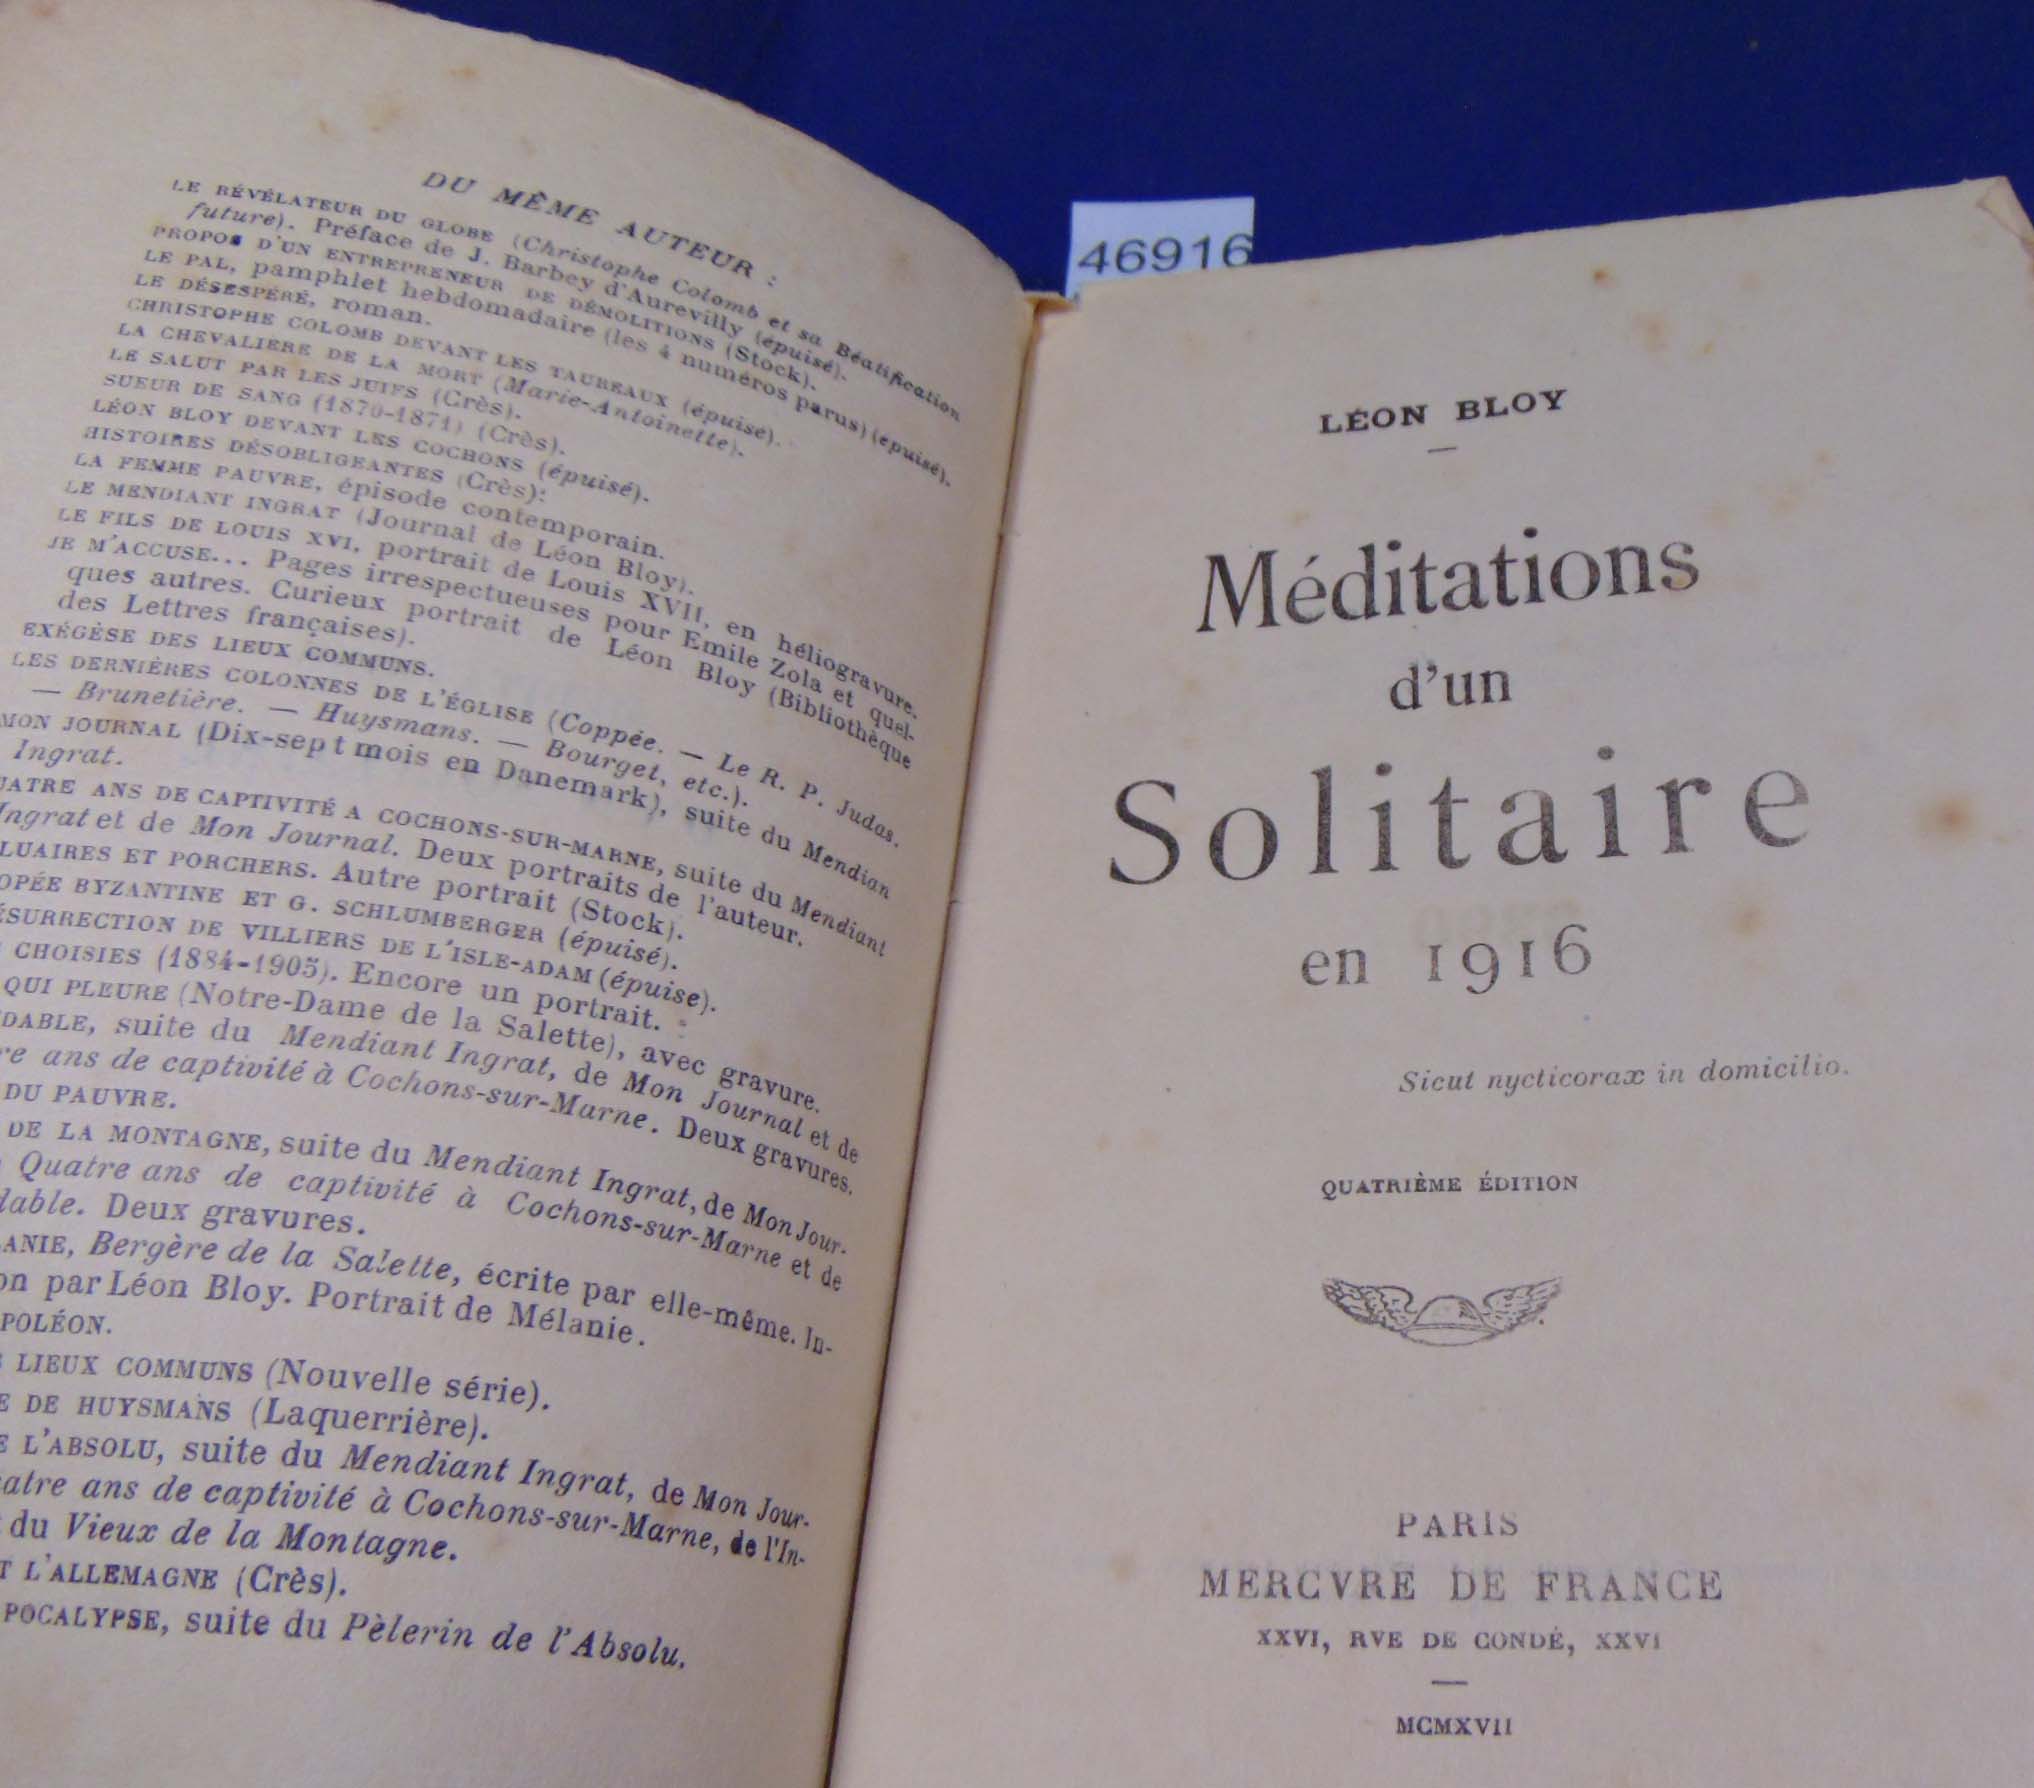 DU MÊME AUTEUR :
LE RÉVÉLATEUR DU GLOBE (Christophe Colomb et sa Béatification
future). Préface de J. Barbey d'Aurevilly (épuisé).
PROPOS D'UN ENTREPRENEUR DE DÉMOLITIONS (Stock).
LE PAL, pamphlet hebdomadaire (les 4 numéros parus) (épuisé).
LE DÉSESPÉRÉ, roman.
CHRISTOPHE COLOMB DEVANT LES TAUREAUX (épuisé).
LA CHEVALIÈRE DE LA MORT (Marie-Antoinette).
LE SALUT PAR LES JUIFS (Crès).
SUEUR DE SANG (1870-1871) (Crès).
LÉON BLOY DEVANT LES COCHONS (épuisé).
HISTOIRES DÉSOBLIGEANTES (Crès):
LA FEMME PAUVRE, épisode contemporain.
LE MENDIANT INGRAT (Journal de Léon Bloy).
LE FILS DE LOUIS XVI, portrait de Louis XVII, en héliogravure.
JE M'ACCUSE... Pages irrespectueuses pour Emile Zola et quel-
ques autres. Curieux portrait de Léon Bloy (Bibliothèque
des Lettres françaises).
EXÉGÈSE DES LIEUX COMMUNS.
LES DERNIÈRES COLONNES DE L'ÉGLISE (Coppée. — Le R. P. Judas.
— Brunetière. — Huysmans. — Bourget, etc.).
MON JOURNAL (Dix-sept mois en Danemark), suite du Mendian
Ingrat.
UATRE ANS DE CAPTIVITÉ A COCHONS-SUR-MARNE, suite du Mendiant
Ingrat et de Mon Journal. Deux portraits de l'auteur.
LUAIRES ET PORCHERS. Autre portrait (Stock).
OPÉE BYZANTINE ET G. SCHLUMBERGER (épuisé).
ÉSURRECTION DE VILLIERS DE L'ISLE-ADAM (épuise).
CHOISIES (1884-1905). Encore un portrait.
QUI PLEURE (Notre-Dame de la Salette), avec gravure.
DABLE, suite du Mendiant Ingrat, de Mon Journal et de
re ans de captivité à Cochons-sur-Marne. Deux gravures.
DU PAUVRE.
DE LA MONTAGNE, suite du Mendiant Ingrat, de Mon Jour-
Quatre ans de captivité à Cochons-sur-Marne et de
dable. Deux gravures.
ANIE, Bergère de la Salette, écrite par elle-même. In-
on par Léon Bloy. Portrait de Mélanie.
POLÉON.
LIEUX COMMUNS (Nouvelle série).
E DE HUYSMANS (Laquerrière).
E L'ABSOLU, suite du Mendiant Ingrat, de Mon Jour-
atre ans de captivité à Cochons-sur-Marne, de l'In-
du Vieux de la Montagne.
T L'ALLEMAGNE (Crès).
POCALYPSE, suite du Pèlerin de l'Absolu.
46916
LÉON BLOY
Méditations
d'un
Solitaire
en 1916
Sicut nycticorax in domicilio.
QUATRIÈME ÉDITION
PARIS
MERCVRE DE FRANCE
XXVI, RVE DE CONDÉ, XXVI
MCMXVII